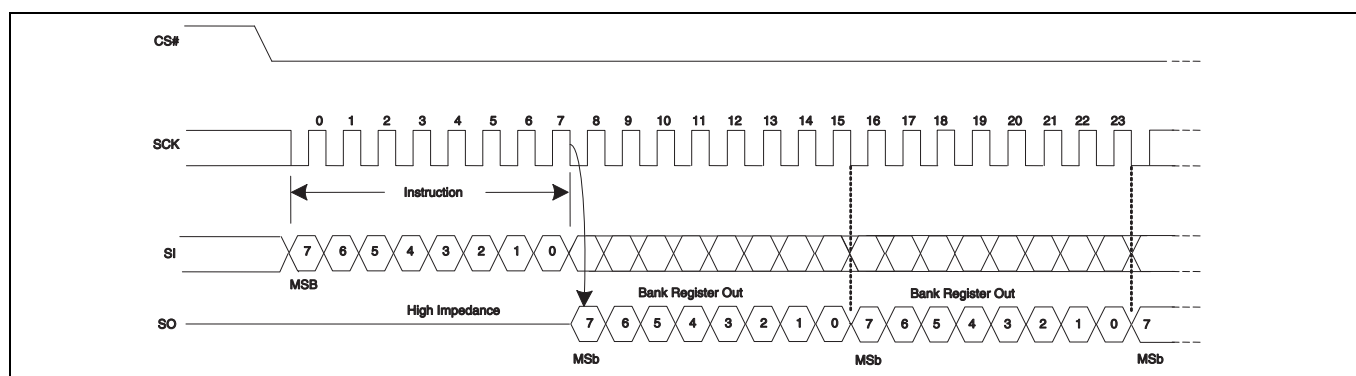 CS#
0 1 2 3 4 5 6 7 8 9 10 11 12 13 14 15 16 17 18 19 20 21 22 23
SCK
Instruction
SI 7 6 5 4 3 2 1 0
MSB
High Impedance Bank Register Out Bank Register Out
SO 7 6 5 4 3 2 1 0 7 6 5 4 3 2 1 0 7
MSb MSb MSb